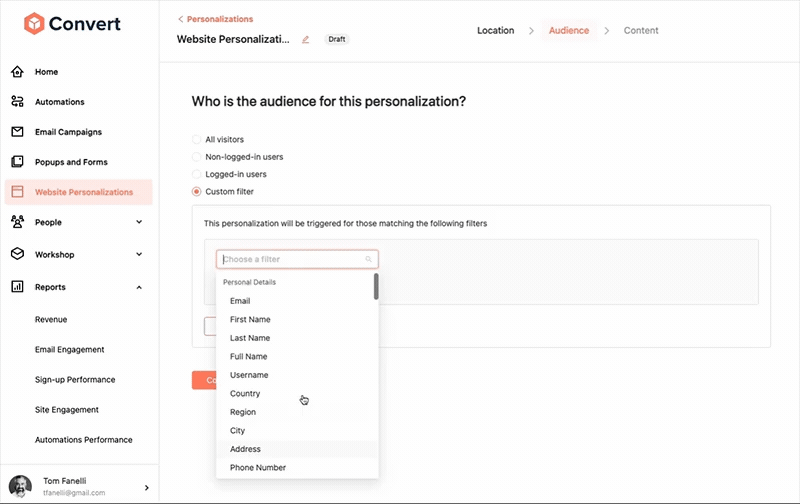 Convert
Home
Automations
Email Campaigns
Popups and Forms
Website Personalizations
People
Workshop
Reports
Revenue
Email Engagement
Sign-up Performance
Site Engagement
Automations Performance
Tom Fanelli
tfanelli@gmail.com
Personalizations
Website Personalizati...
Draft
Location
Audience
Content
Who is the audience for this personalization?
All visitors
Non-logged-in users
Logged-in users
Custom filter
This personalization will be triggered for those matching the following filters
Choose a filter
Personal Details
Email
First Name
Last Name
Full Name
Username
Country
Region
City
Address
Phone Number
Co